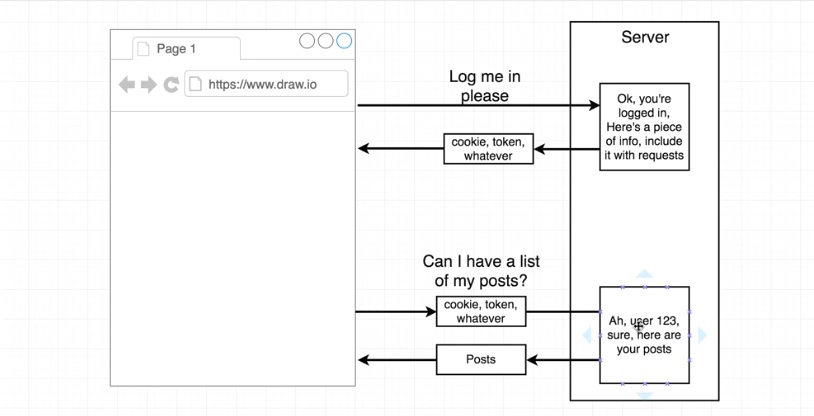 Page 1
https://www.draw.io
Server
Log me in
please
Ok, you're
logged in,
Here's a piece
of info, include
it with requests
cookie, token,
whatever
Can I have a list
of my posts?
cookie, token,
whatever
Ah, user 123,
sure, here are
your posts
Posts